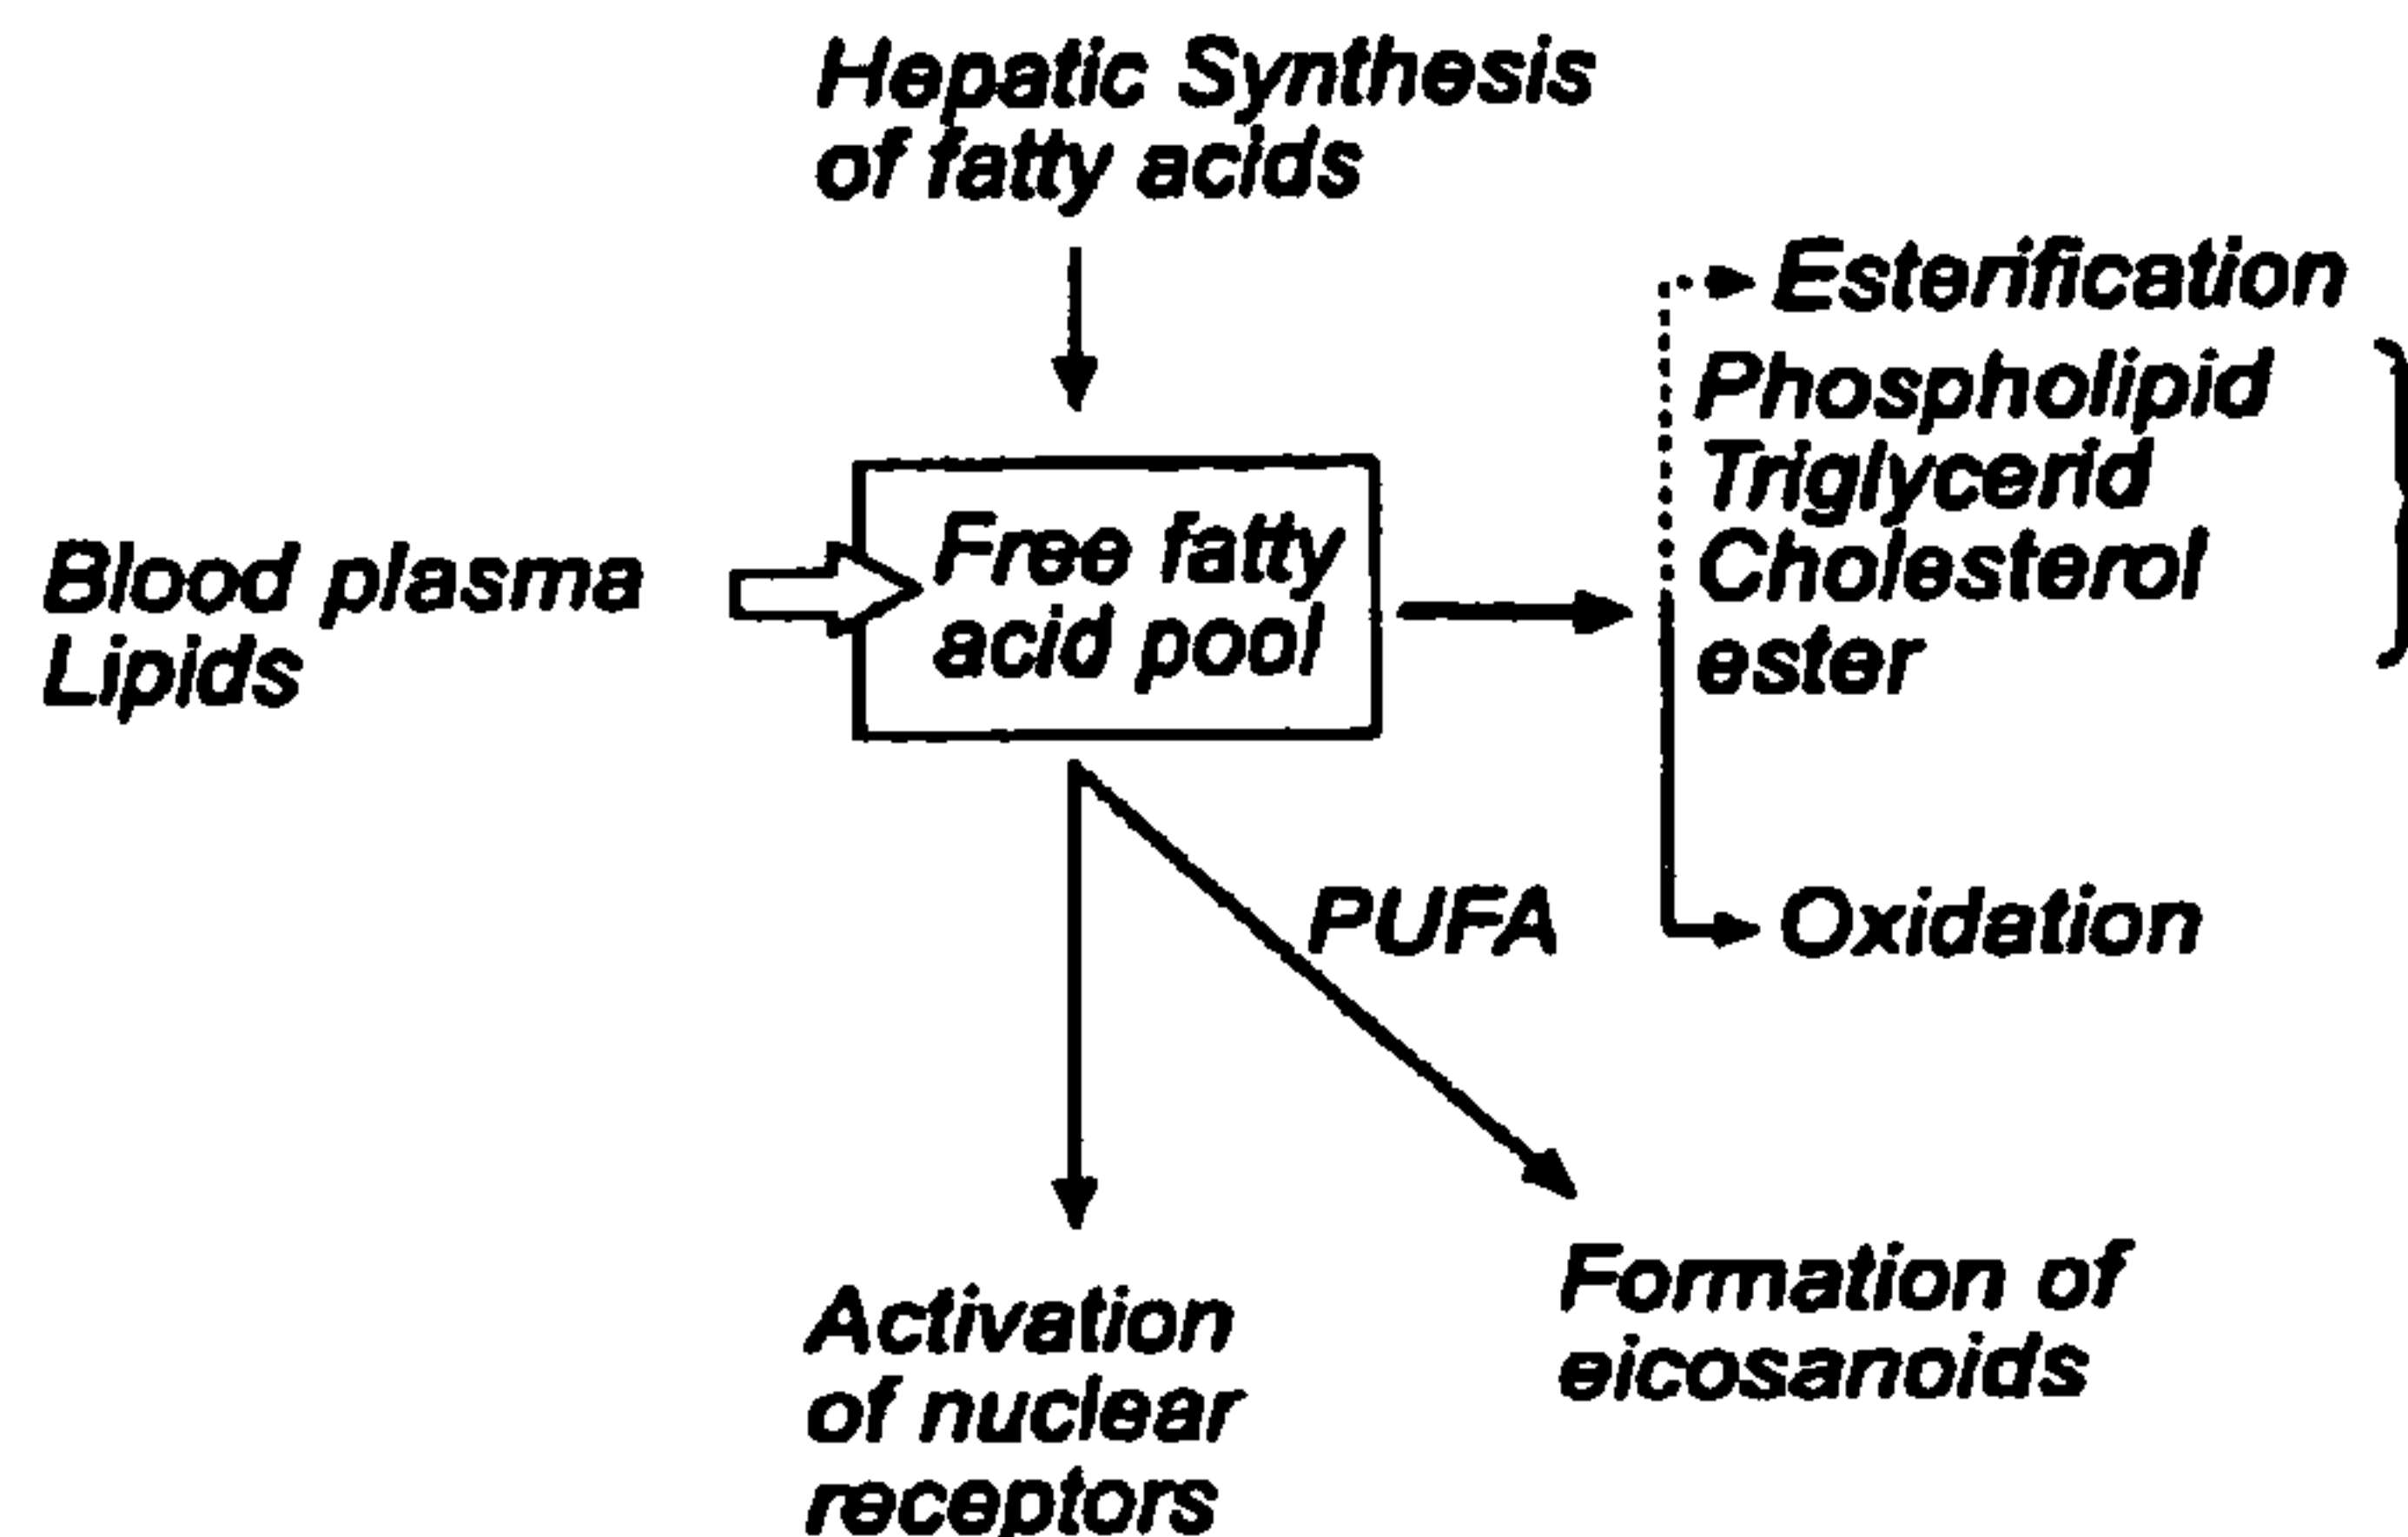 Hepatic Synthesis
of fatty acids
Esterification
Phospholipid
Triglycerid
Cholesterol
ester
Blood plasma
Lipids
Free fatty
acid pool
PUFA
Oxidation
Formation of
eicosanoids
Activation
of nuclear
receptors